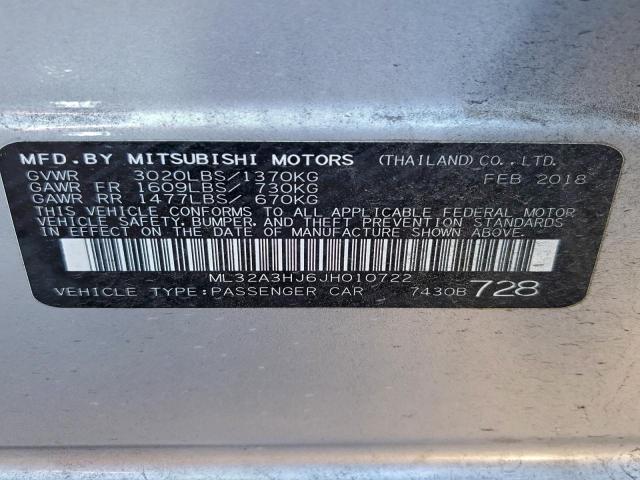 MFD.BY MITSUBISHI MOTORS (THAILAND) CO., LTD.
GVWR 3020LBS/1370KG FEB 2018
GAWR FR 1609LBS/ 730KG
GAWR RR 1477LBS/ 670KG
THIS VEHICLE CONFORMS TO ALL APPLICABLE FEDERAL MOTOR
VEHICLE SAFETY, BUMPER, AND THEFT PREVENTION STANDARDS
IN EFFECT ON THE DATE OF MANUFACTURE SHOWN ABOVE.
ML32A3HJ6JH010722
VEHICLE TYPE:PASSENGER CAR 7430B 728